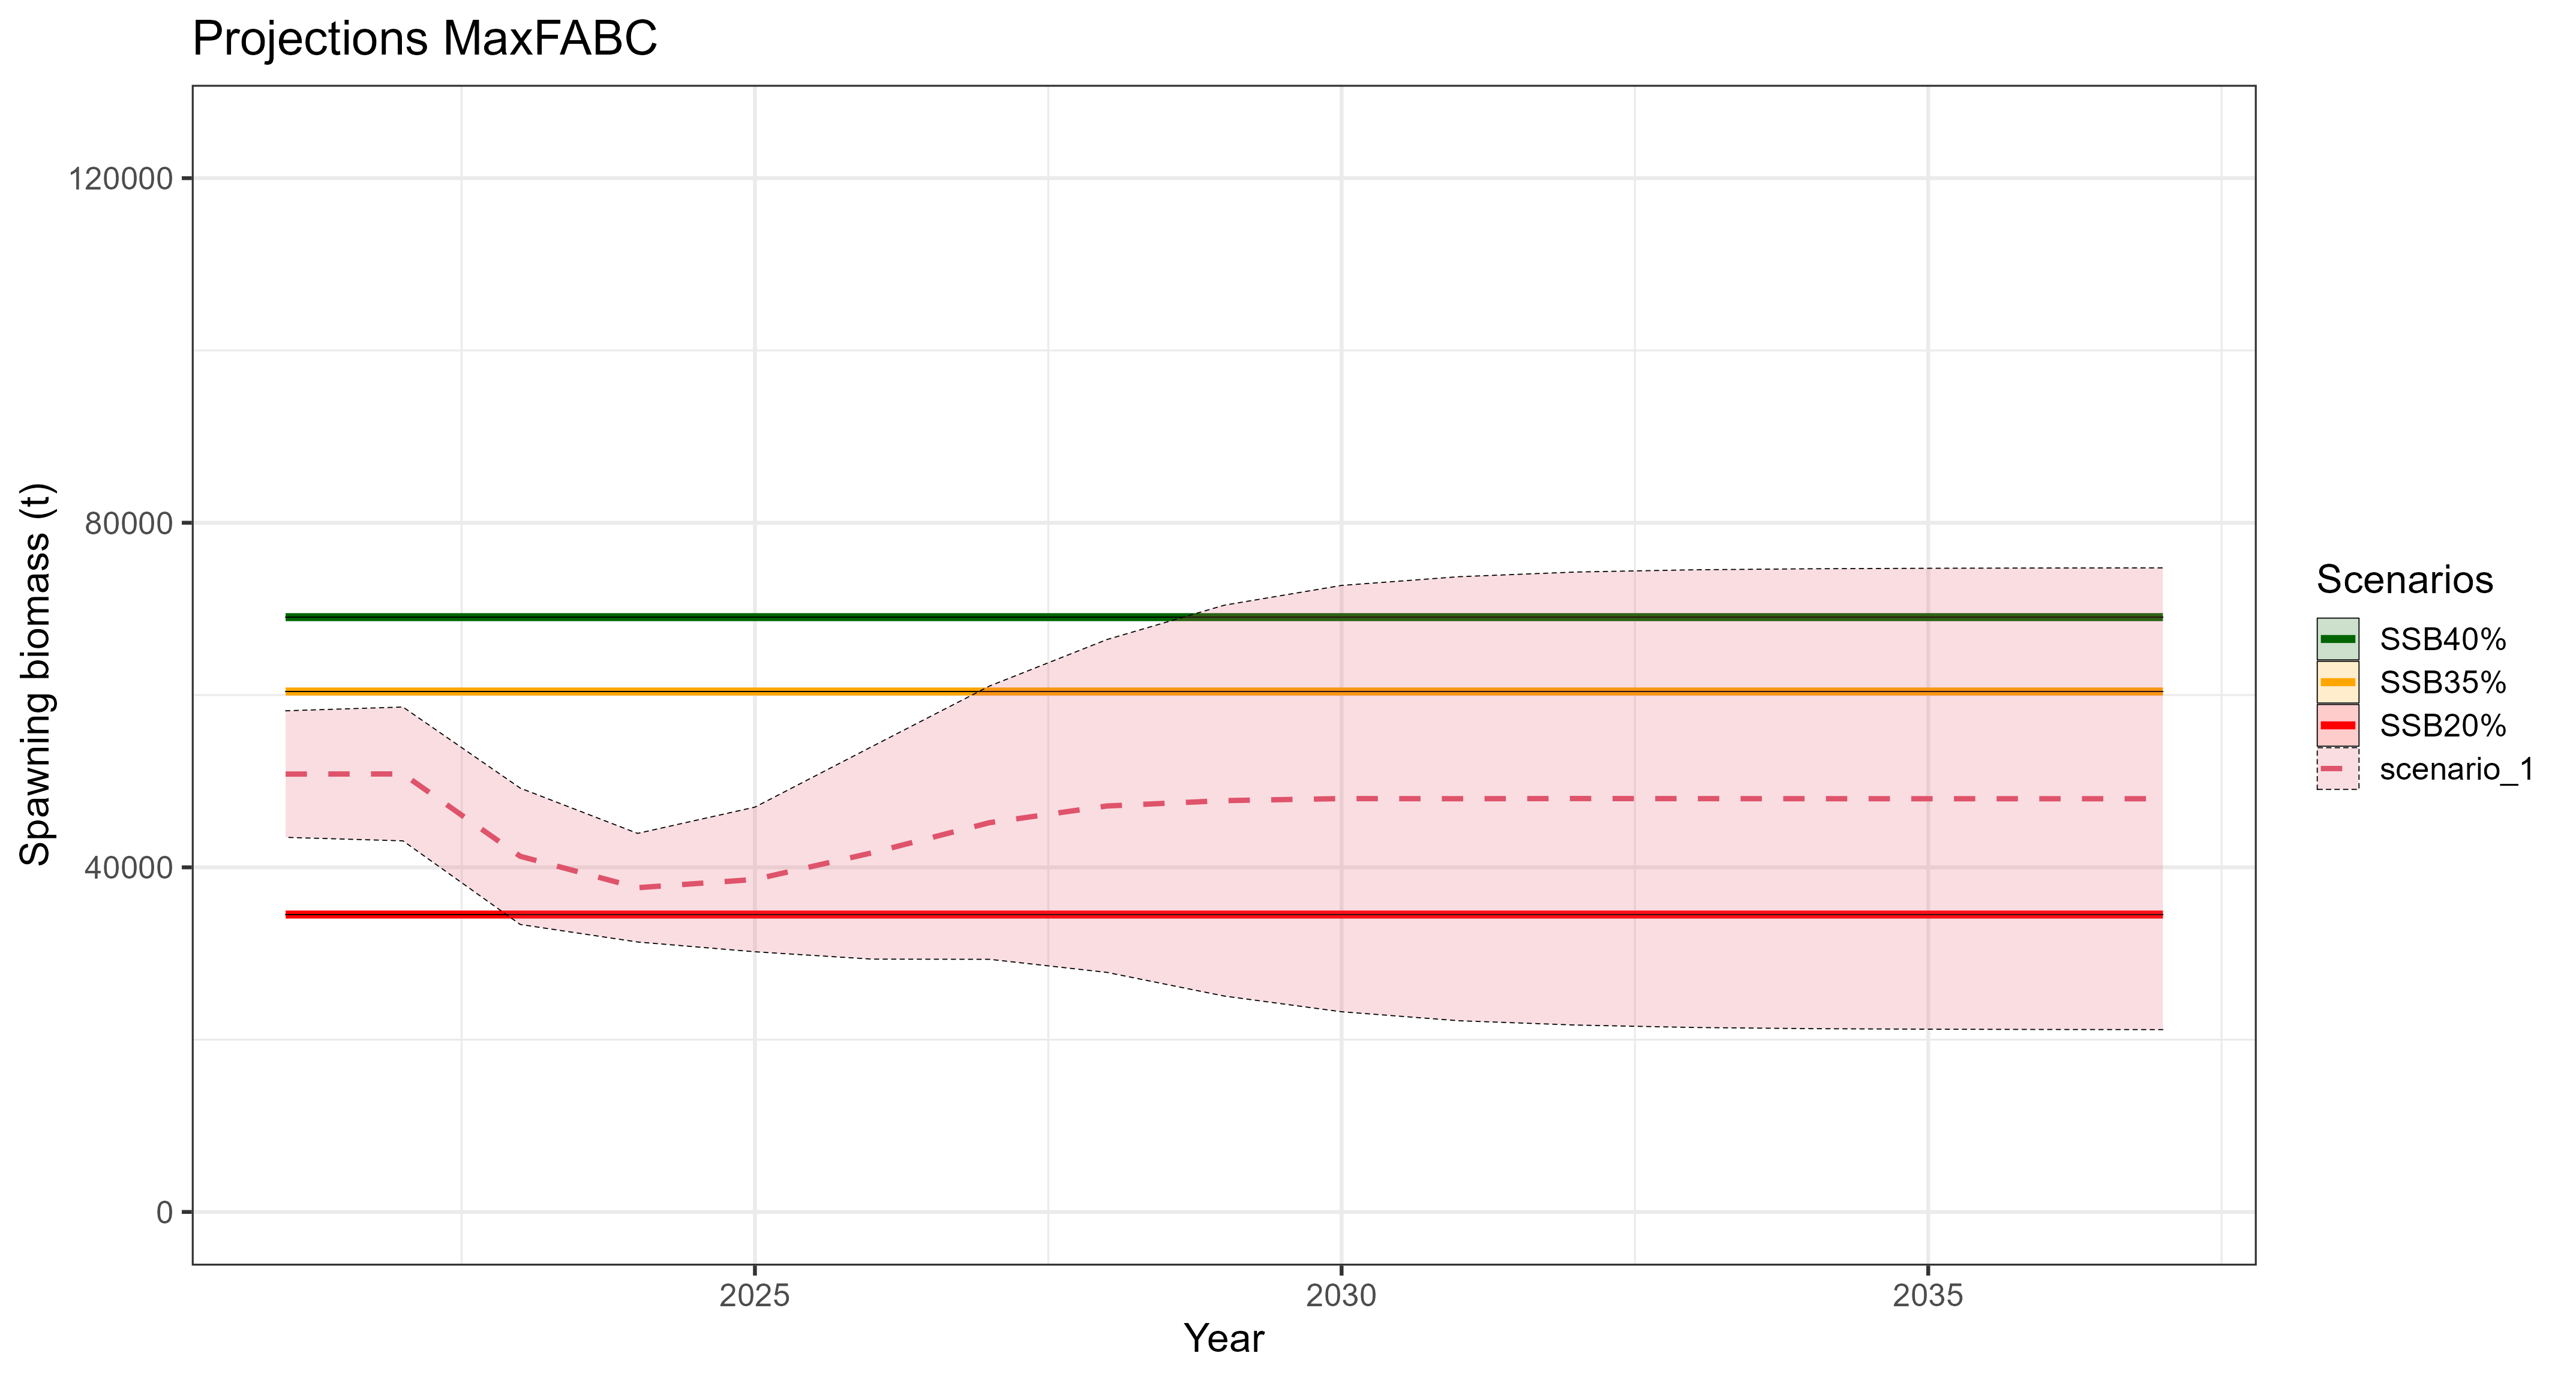 Projections MaxFABC
120000
80000
40000
0
Spawning biomass (t)
2025
2030
2035
Year
Scenarios
SSB40%
SSB35%
SSB20%
scenario_1